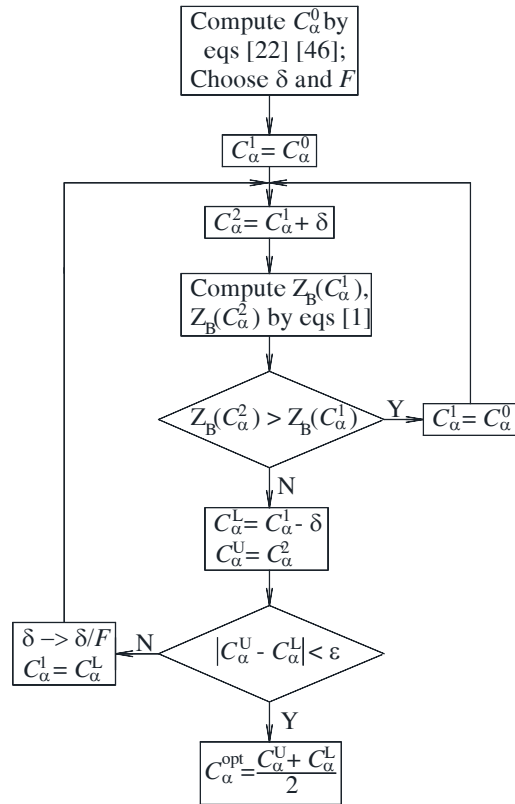 Compute C_α^0 by
eqs [22] [46];
Choose δ and F
C_α^1 = C_α^0
C_α^2 = C_α^1 + δ
Compute Z_B(C_α^1),
Z_B(C_α^2) by eqs [1]
Z_B(C_α^2) > Z_B(C_α^1)
Y
C_α^1 = C_α^0
N
C_α^L = C_α^1 - δ
C_α^U = C_α^2
|C_α^U - C_α^L| < ε
N
δ –> δ/F
C_α^1 = C_α^L
Y
C_α^opt = (C_α^U + C_α^L)/2